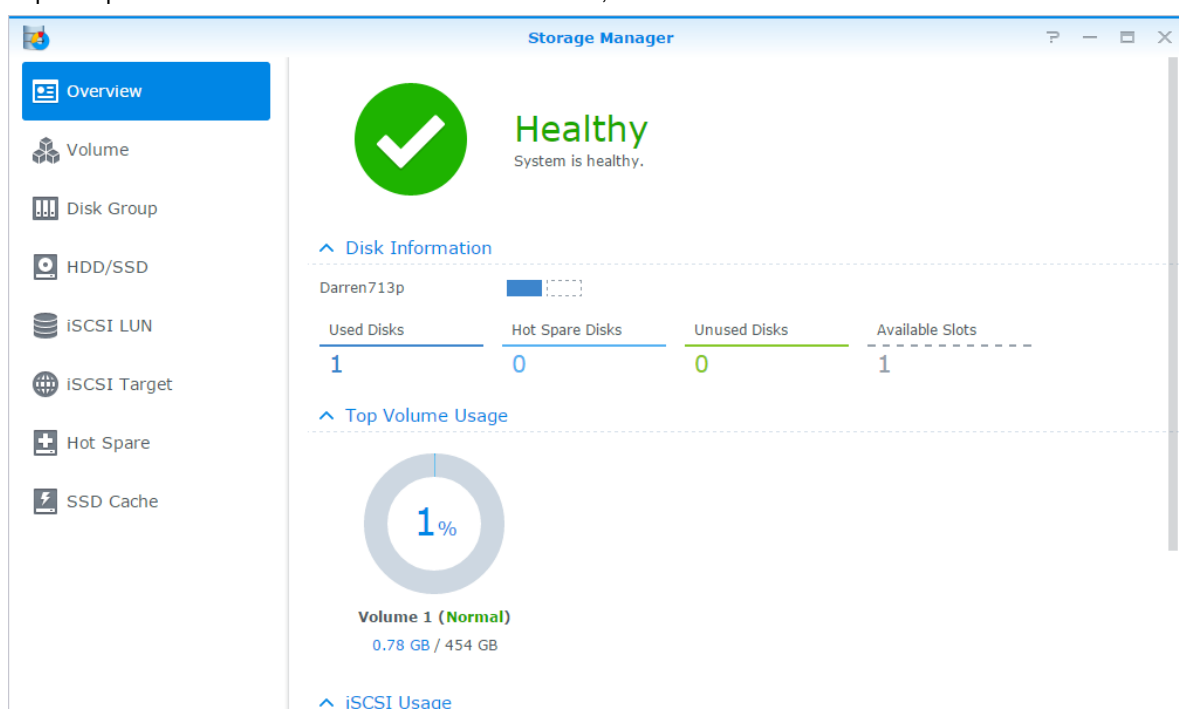 Storage Manager
Overview
Volume
Disk Group
HDD/SSD
iSCSI LUN
iSCSI Target
Hot Spare
SSD Cache
Healthy
System is healthy.
Disk Information
Darren713p
Used Disks Hot Spare Disks Unused Disks Available Slots
1 0 0 1
Top Volume Usage
1%
Volume 1 (Normal)
0.78 GB / 454 GB
iSCSI Usage